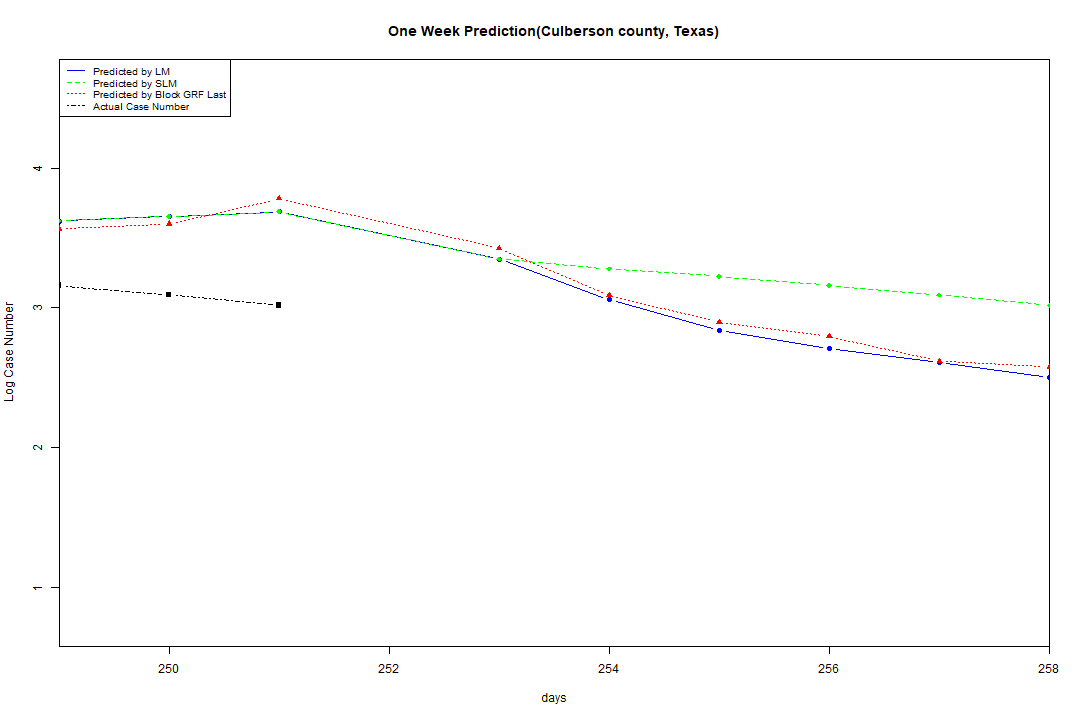 One Week Prediction(Culberson county, Texas)
Predicted by LM
Predicted by SLM
Predicted by Block GRF Last
Actual Case Number
4
3
2
1
Log Case Number
250 252 254 256 258
days